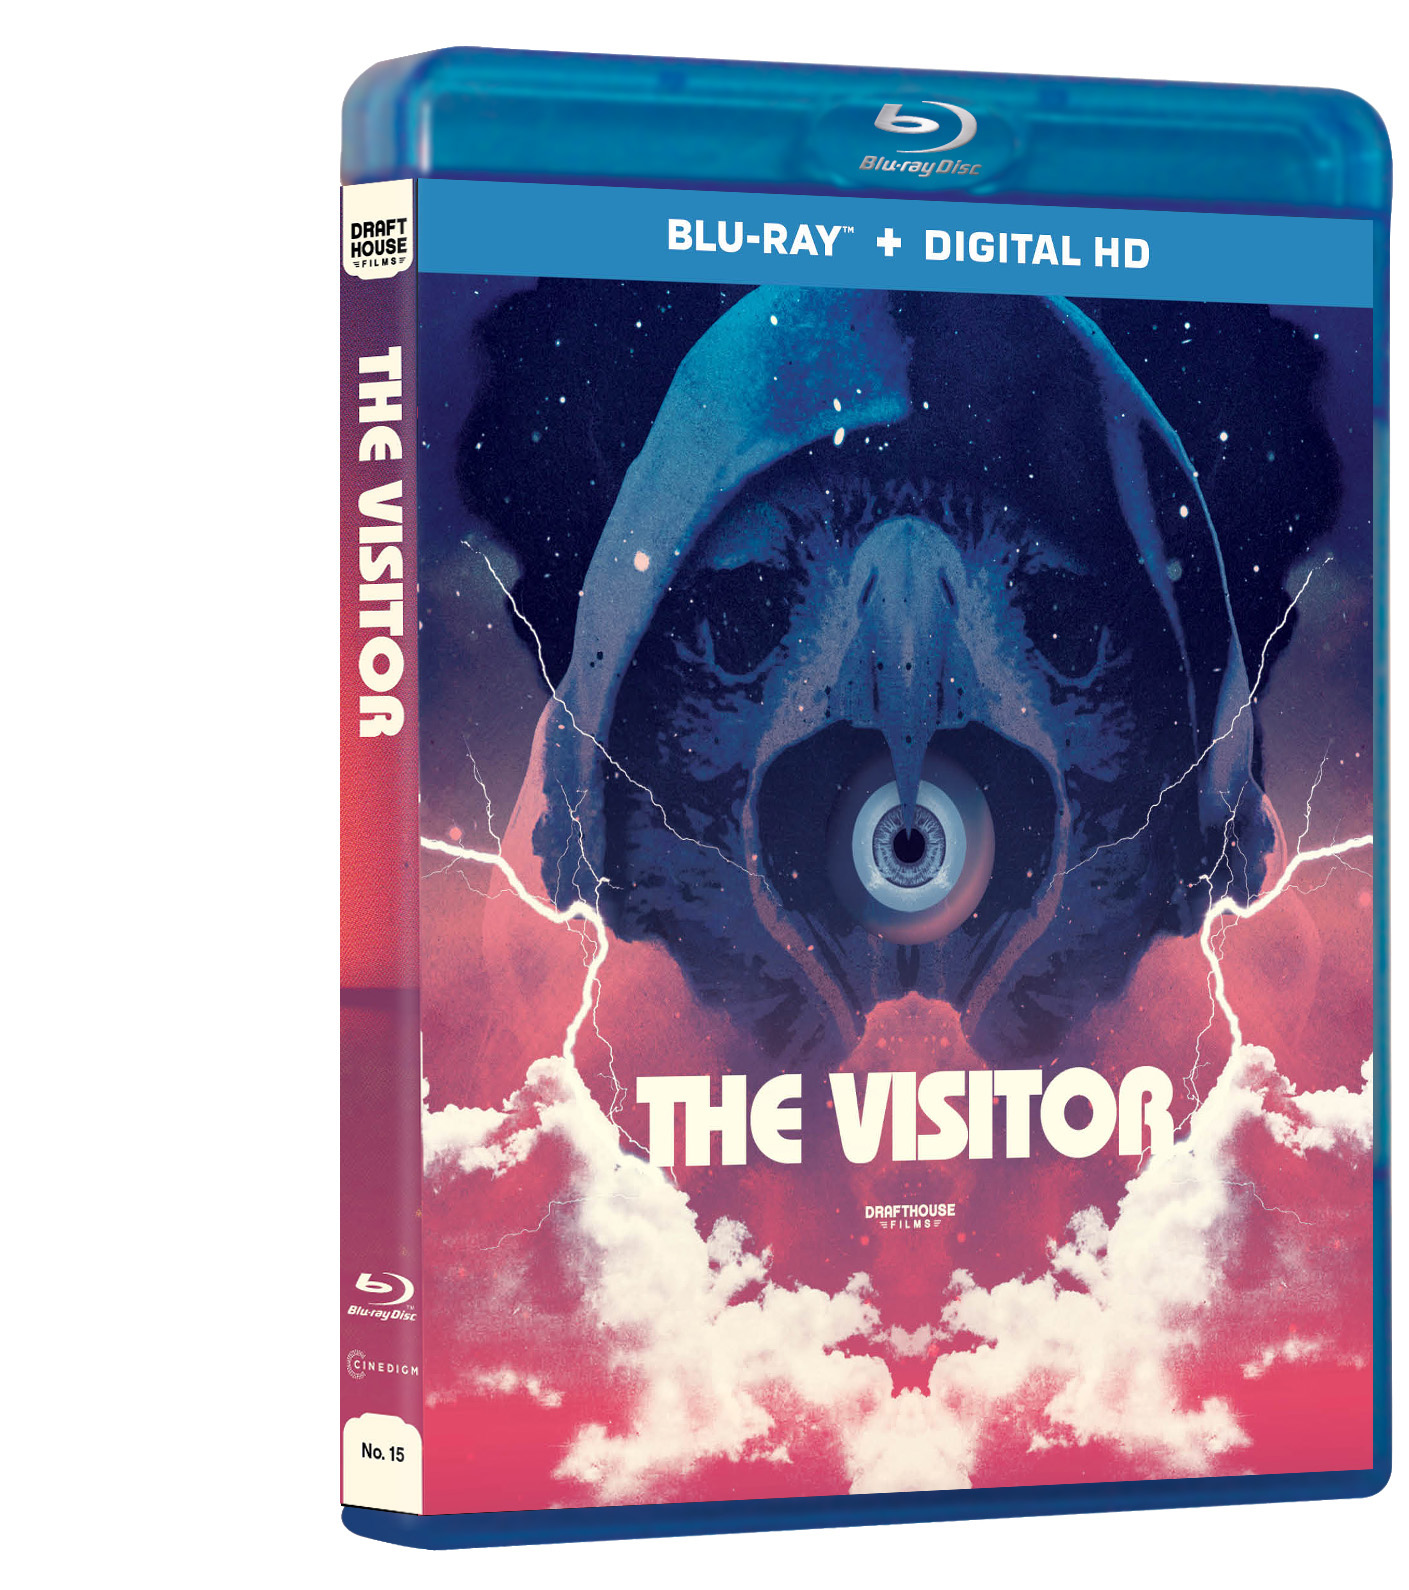 Blu-ray Disc
BLU-RAY™ + DIGITAL HD
DRAFT
HOUSE
FILMS
THE VISITOR
Blu-ray Disc™
CINEDIGM
No. 15
THE VISITOR
DRAFTHOUSE
FILMS